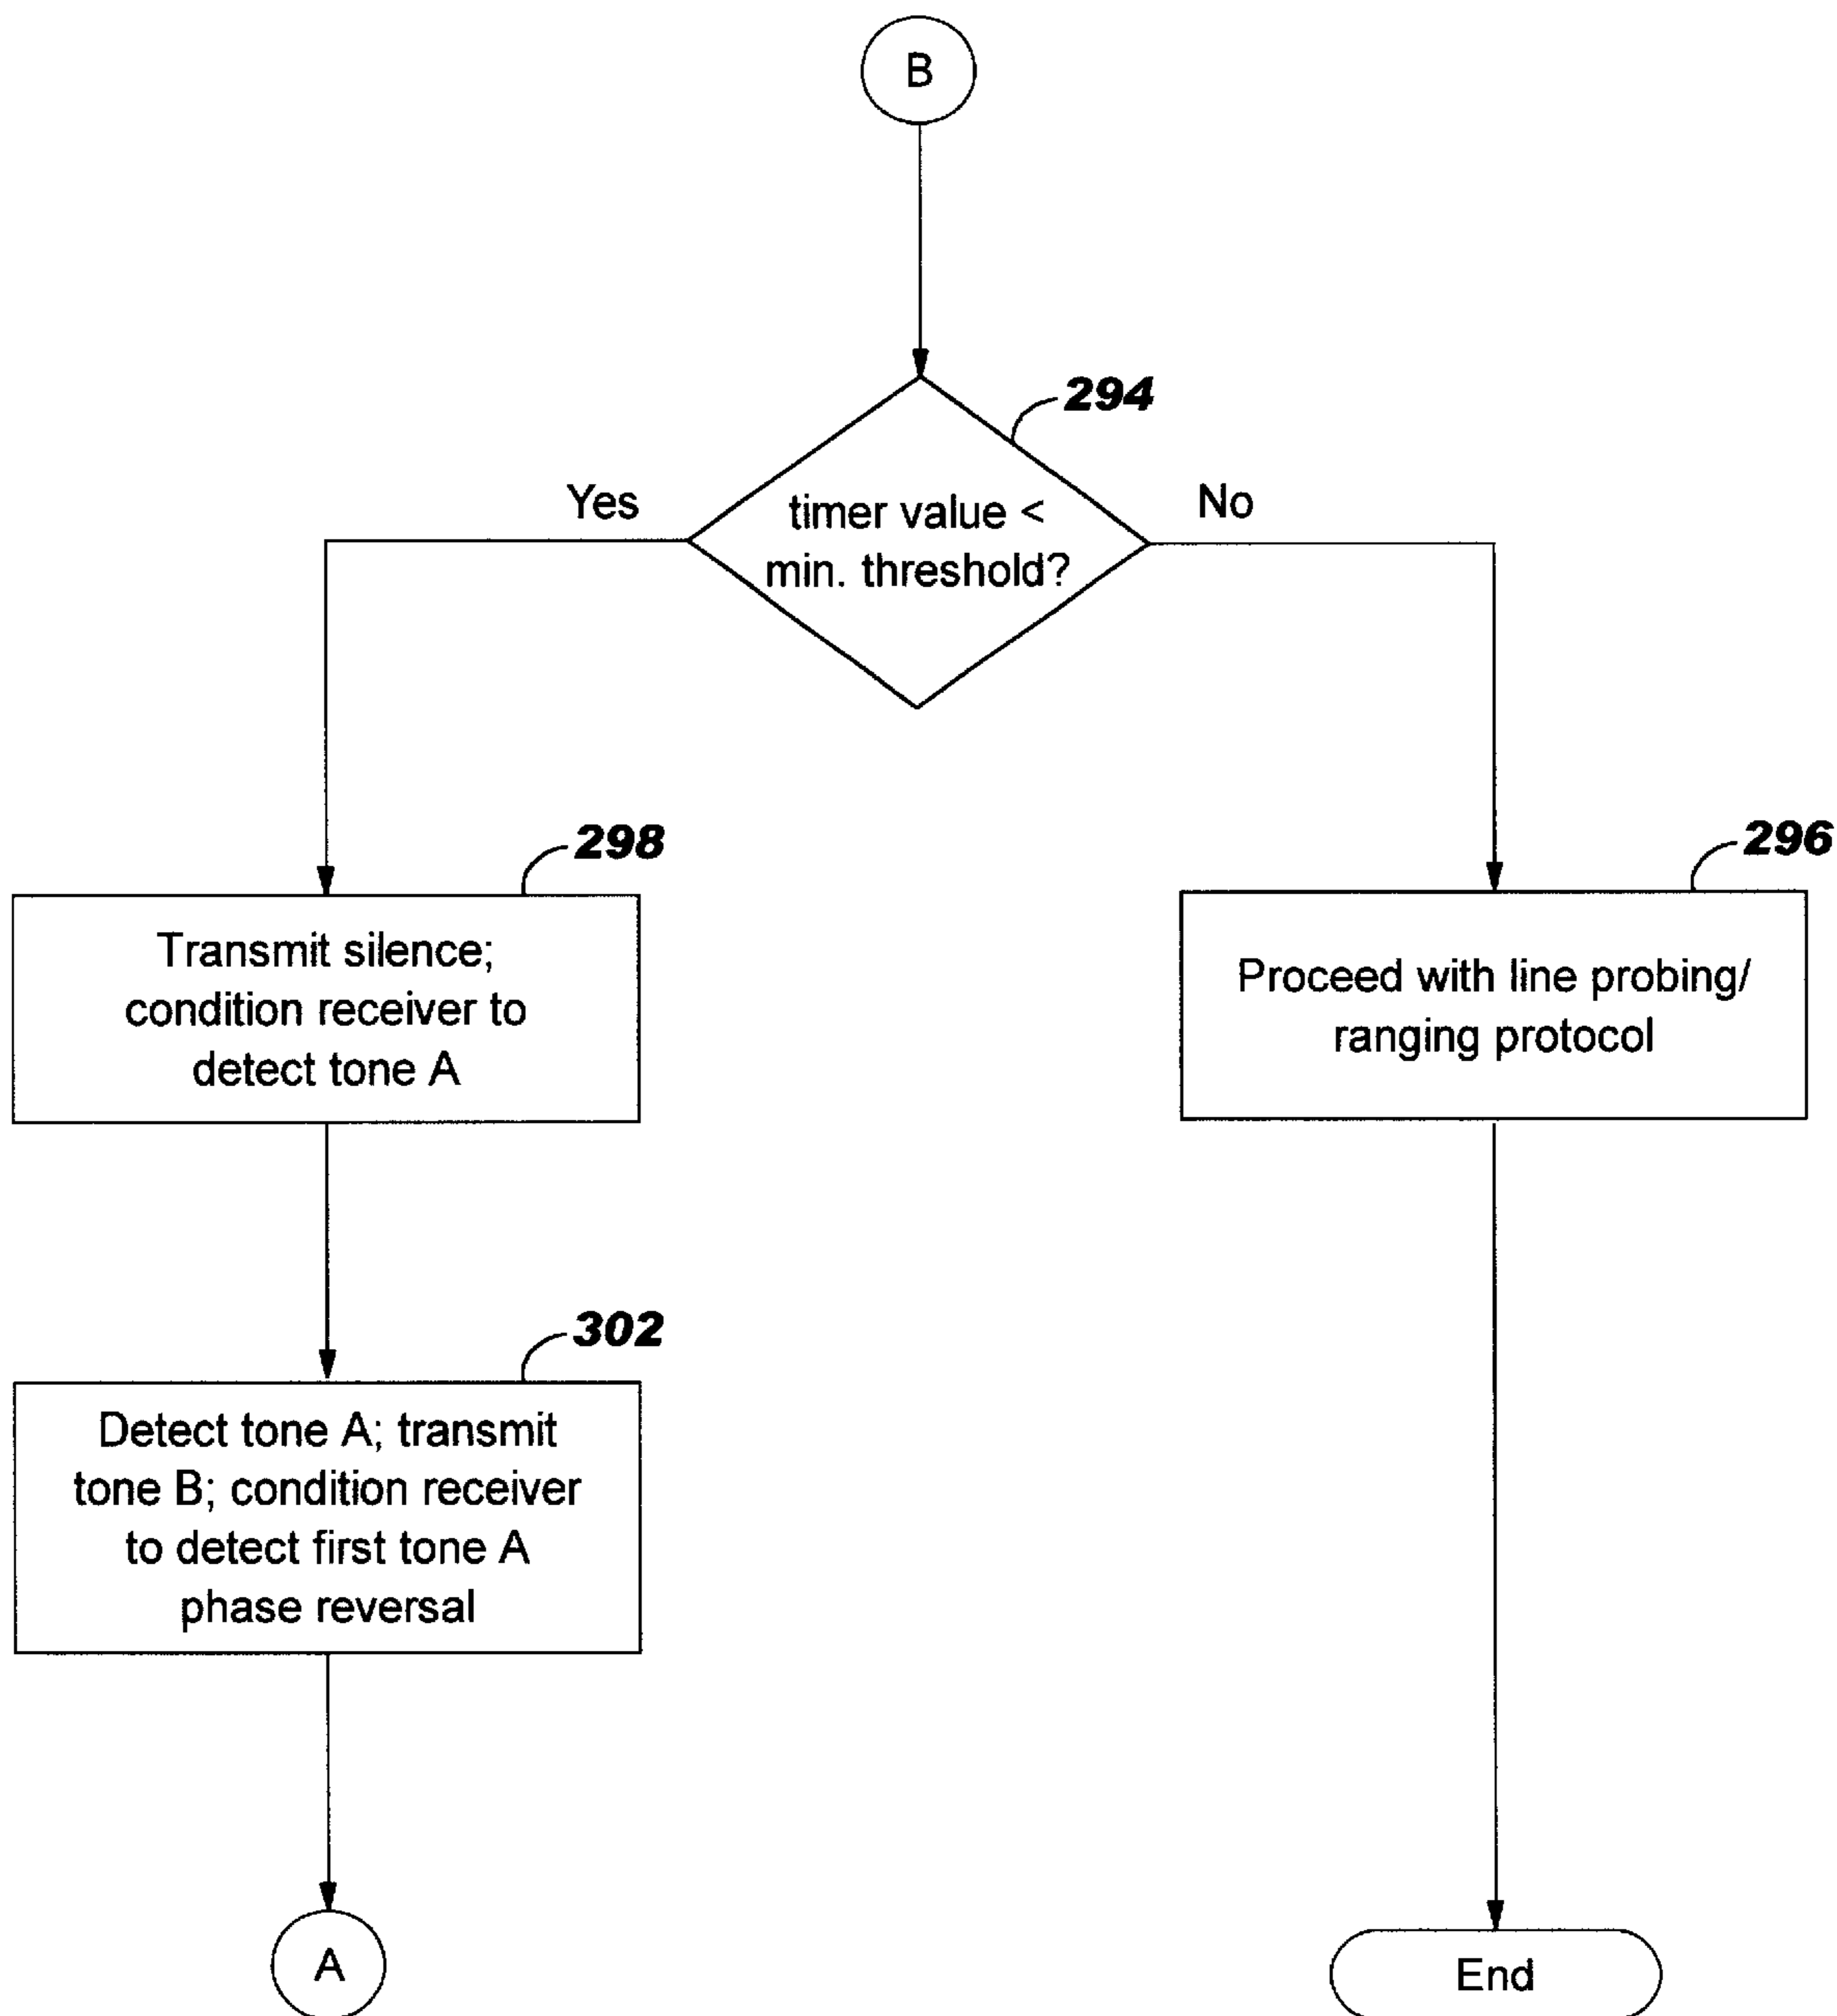 B
294
Yes
timer value <
min. threshold?
No
298
Transmit silence;
condition receiver to
detect tone A
296
Proceed with line probing/
ranging protocol
302
Detect tone A; transmit
tone B; condition receiver
to detect first tone A
phase reversal
A
End